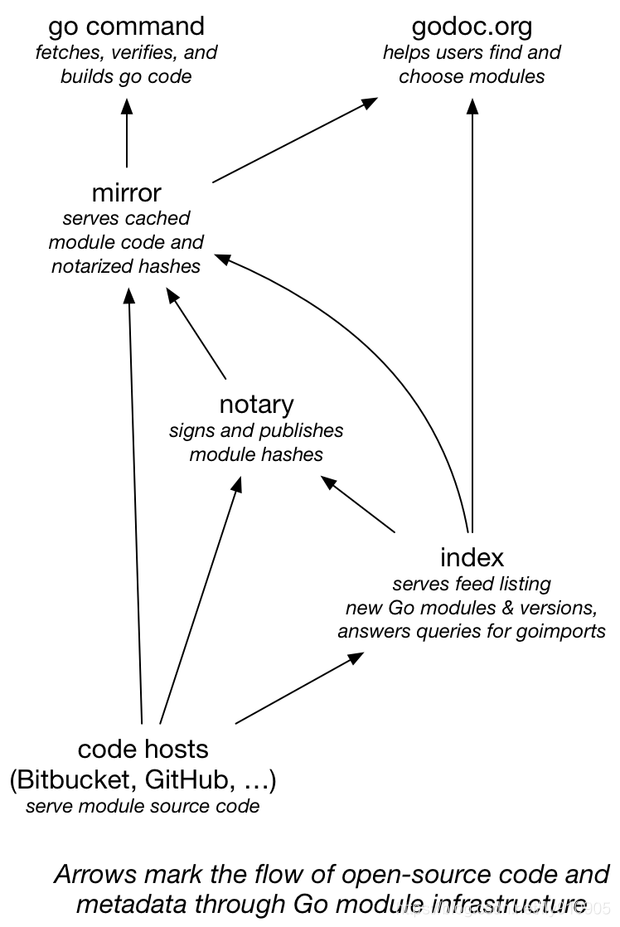 go command
fetches, verifies, and
builds go code
godoc.org
helps users find and
choose modules
mirror
serves cached
module code and
notarized hashes
notary
signs and publishes
module hashes
index
serves feed listing
new Go modules & versions,
answers queries for goimports
code hosts
(Bitbucket, GitHub, …)
serve module source code
Arrows mark the flow of open-source code and
metadata through Go module infrastructure